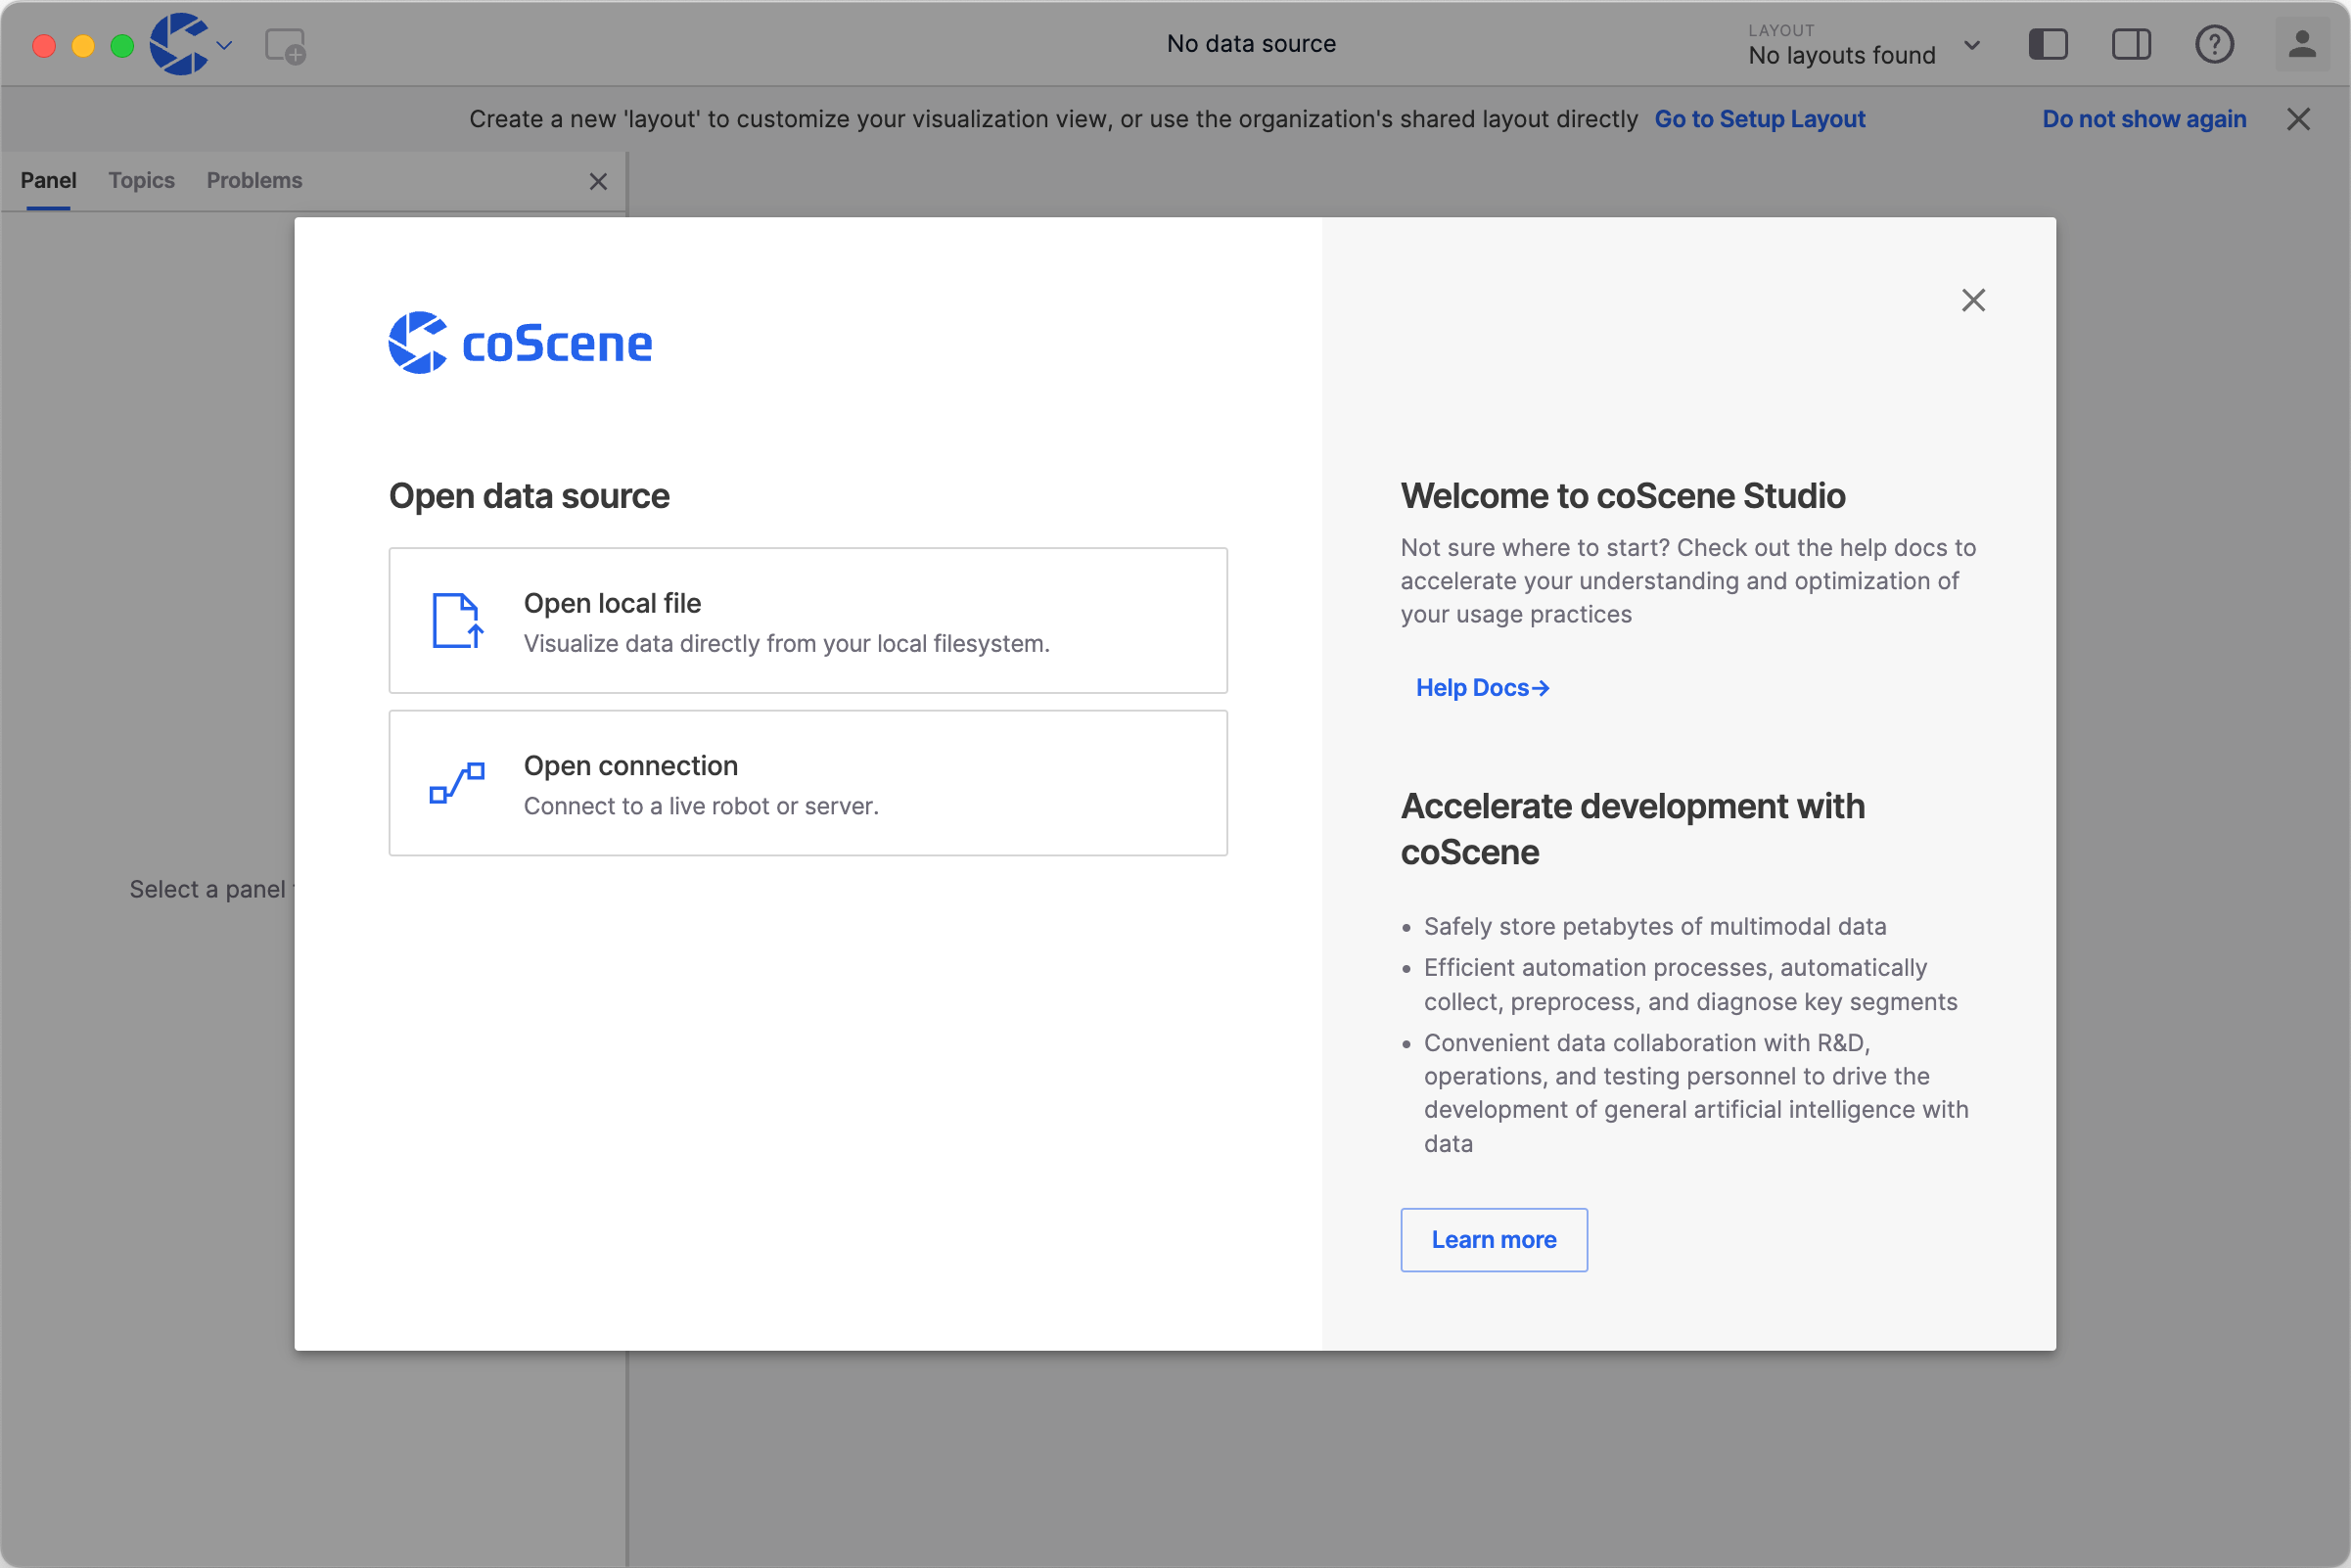 No data source
LAYOUT
No layouts found
Create a new 'layout' to customize your visualization view, or use the organization's shared layout directly Go to Setup Layout
Do not show again
Panel Topics Problems
Select a panel
coScene
Open data source
Open local file
Visualize data directly from your local filesystem.
Open connection
Connect to a live robot or server.
Welcome to coScene Studio
Not sure where to start? Check out the help docs to
accelerate your understanding and optimization of
your usage practices
Help Docs→
Accelerate development with
coScene
• Safely store petabytes of multimodal data
• Efficient automation processes, automatically
collect, preprocess, and diagnose key segments
• Convenient data collaboration with R&D,
operations, and testing personnel to drive the
development of general artificial intelligence with
data
Learn more